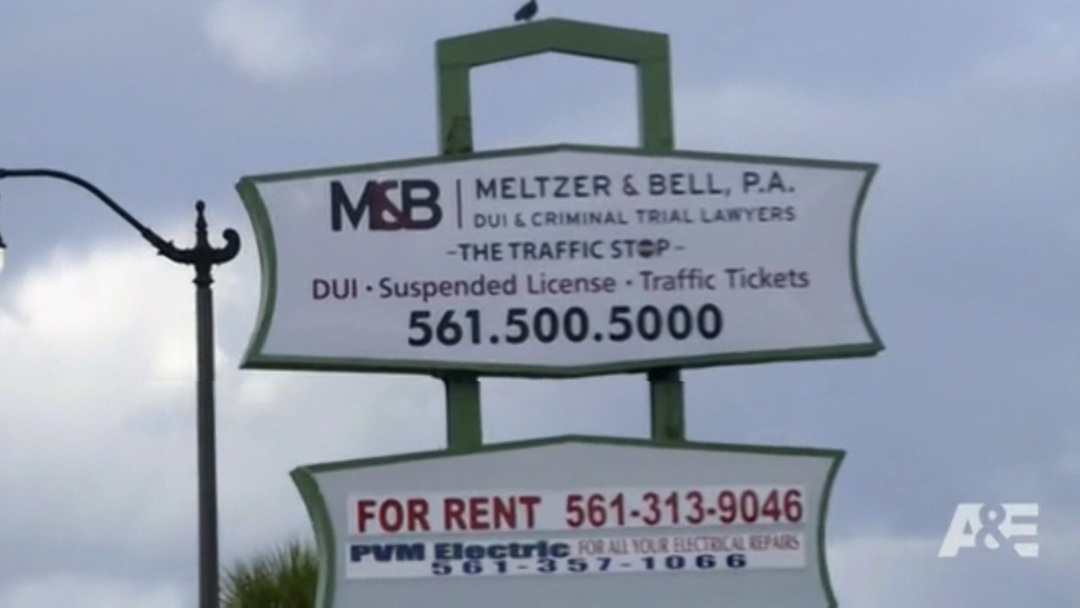 M&B | MELTZER & BELL, P.A.
DUI & CRIMINAL TRIAL LAWYERS
-THE TRAFFIC STOP-
DUI · Suspended License · Traffic Tickets
561.500.5000
FOR RENT 561-313-9046
PVM Electric FOR ALL YOUR ELECTRICAL REPAIRS
561-357-1066
A&E